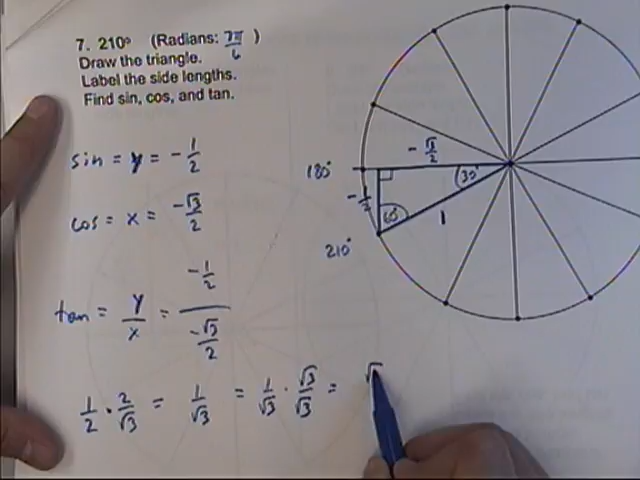 7. 210° (Radians: 7π/6 )
Draw the triangle.
Label the side lengths.
Find sin, cos, and tan.
sin = y = -1/2
cos = x = -√3/2
tan = y/x = (-1/2)/(-√3/2)
1/2 · 2/√3 = 1/√3 = 1/√3 · √3/√3 = √
-√3/2
180°
30°
-1/2
60°
1
210°